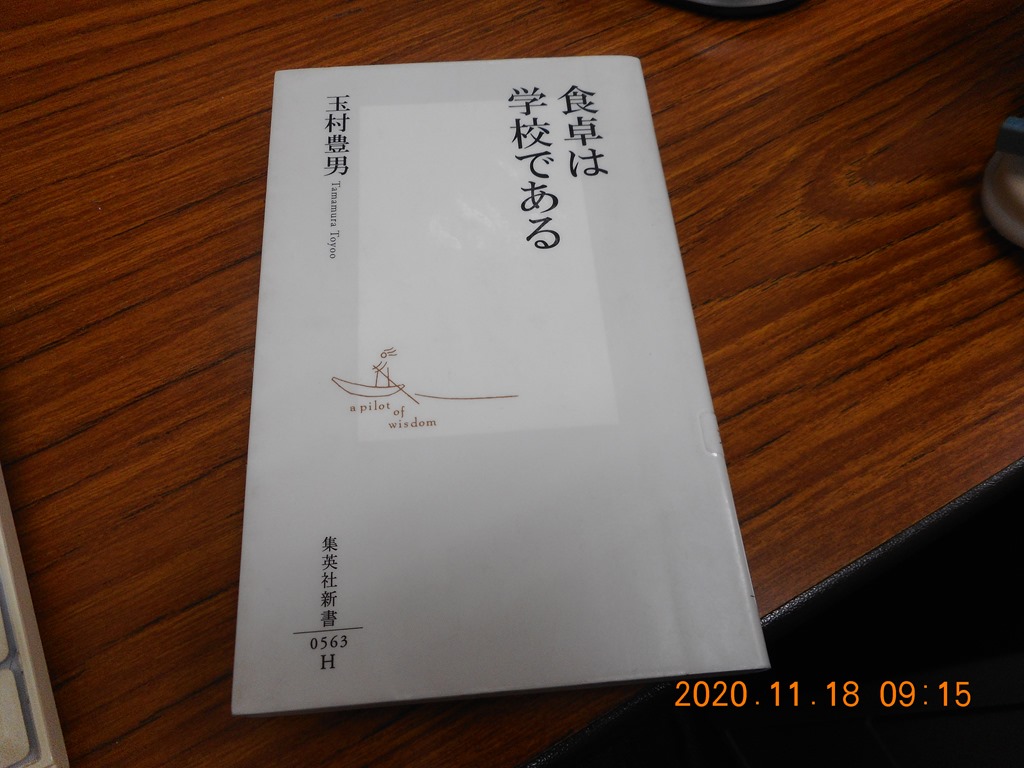 食卓は
学校である
玉村豊男
Tamamura Toyoo
a pilot of
wisdom
集英社新書
0563
H
2020.11.18 09:15